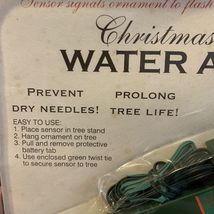 Sensor signals ornament to flash
Christmas
WATER A
PREVENT PROLONG
DRY NEEDLES! TREE LIFE!
EASY TO USE:
1. Place sensor in tree stand
2. Hang ornament on tree
3. Pull and remove protective
battery tab
4. Use enclosed green twist tie
to secure sensor to tree